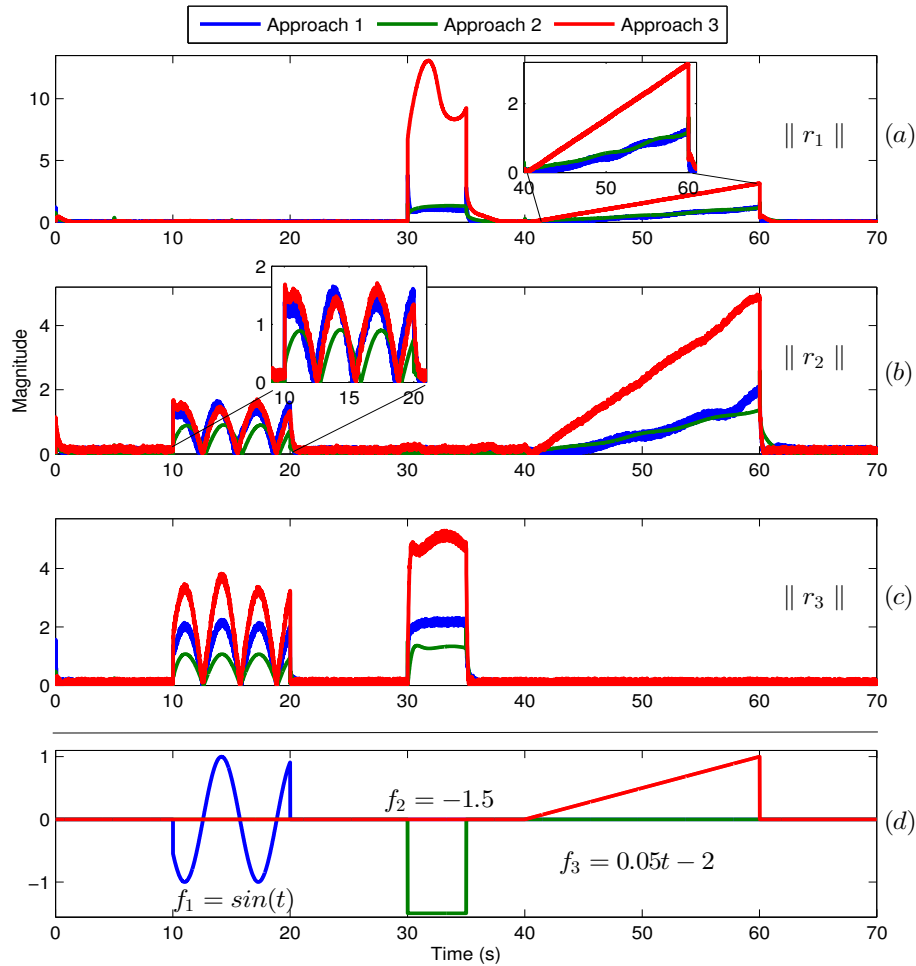 Approach 1 Approach 2 Approach 3
10
5
0
0 10 20 30 40 50 60 70
2
0
40 50 60
‖ r₁ ‖ (a)
4
2
0
0 10 20 30 40 50 60 70
2
1
0
10 15 20
Magnitude
‖ r₂ ‖ (b)
4
2
0
0 10 20 30 40 50 60 70
‖ r₃ ‖ (c)
1
0
−1
0 10 20 30 40 50 60 70
f₁ = sin(t)
f₂ = −1.5
f₃ = 0.05t − 2
(d)
Time (s)